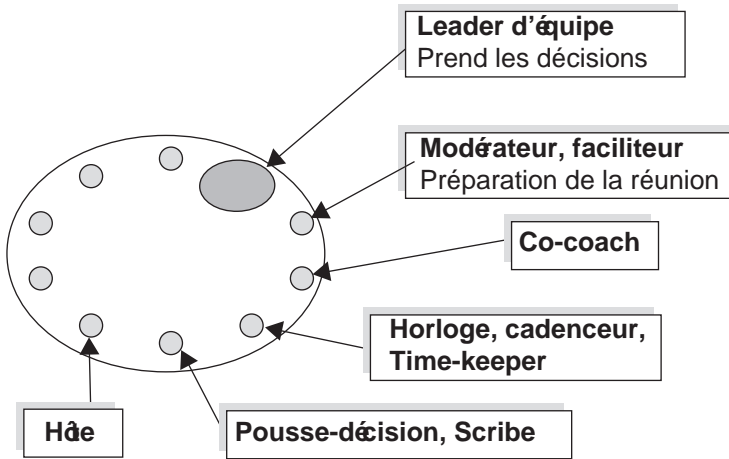 Leader d'équipe
Prend les décisions
Modérateur, faciliteur
Préparation de la réunion
Co-coach
Horloge, cadenceur,
Time-keeper
Hôte
Pousse-décision, Scribe